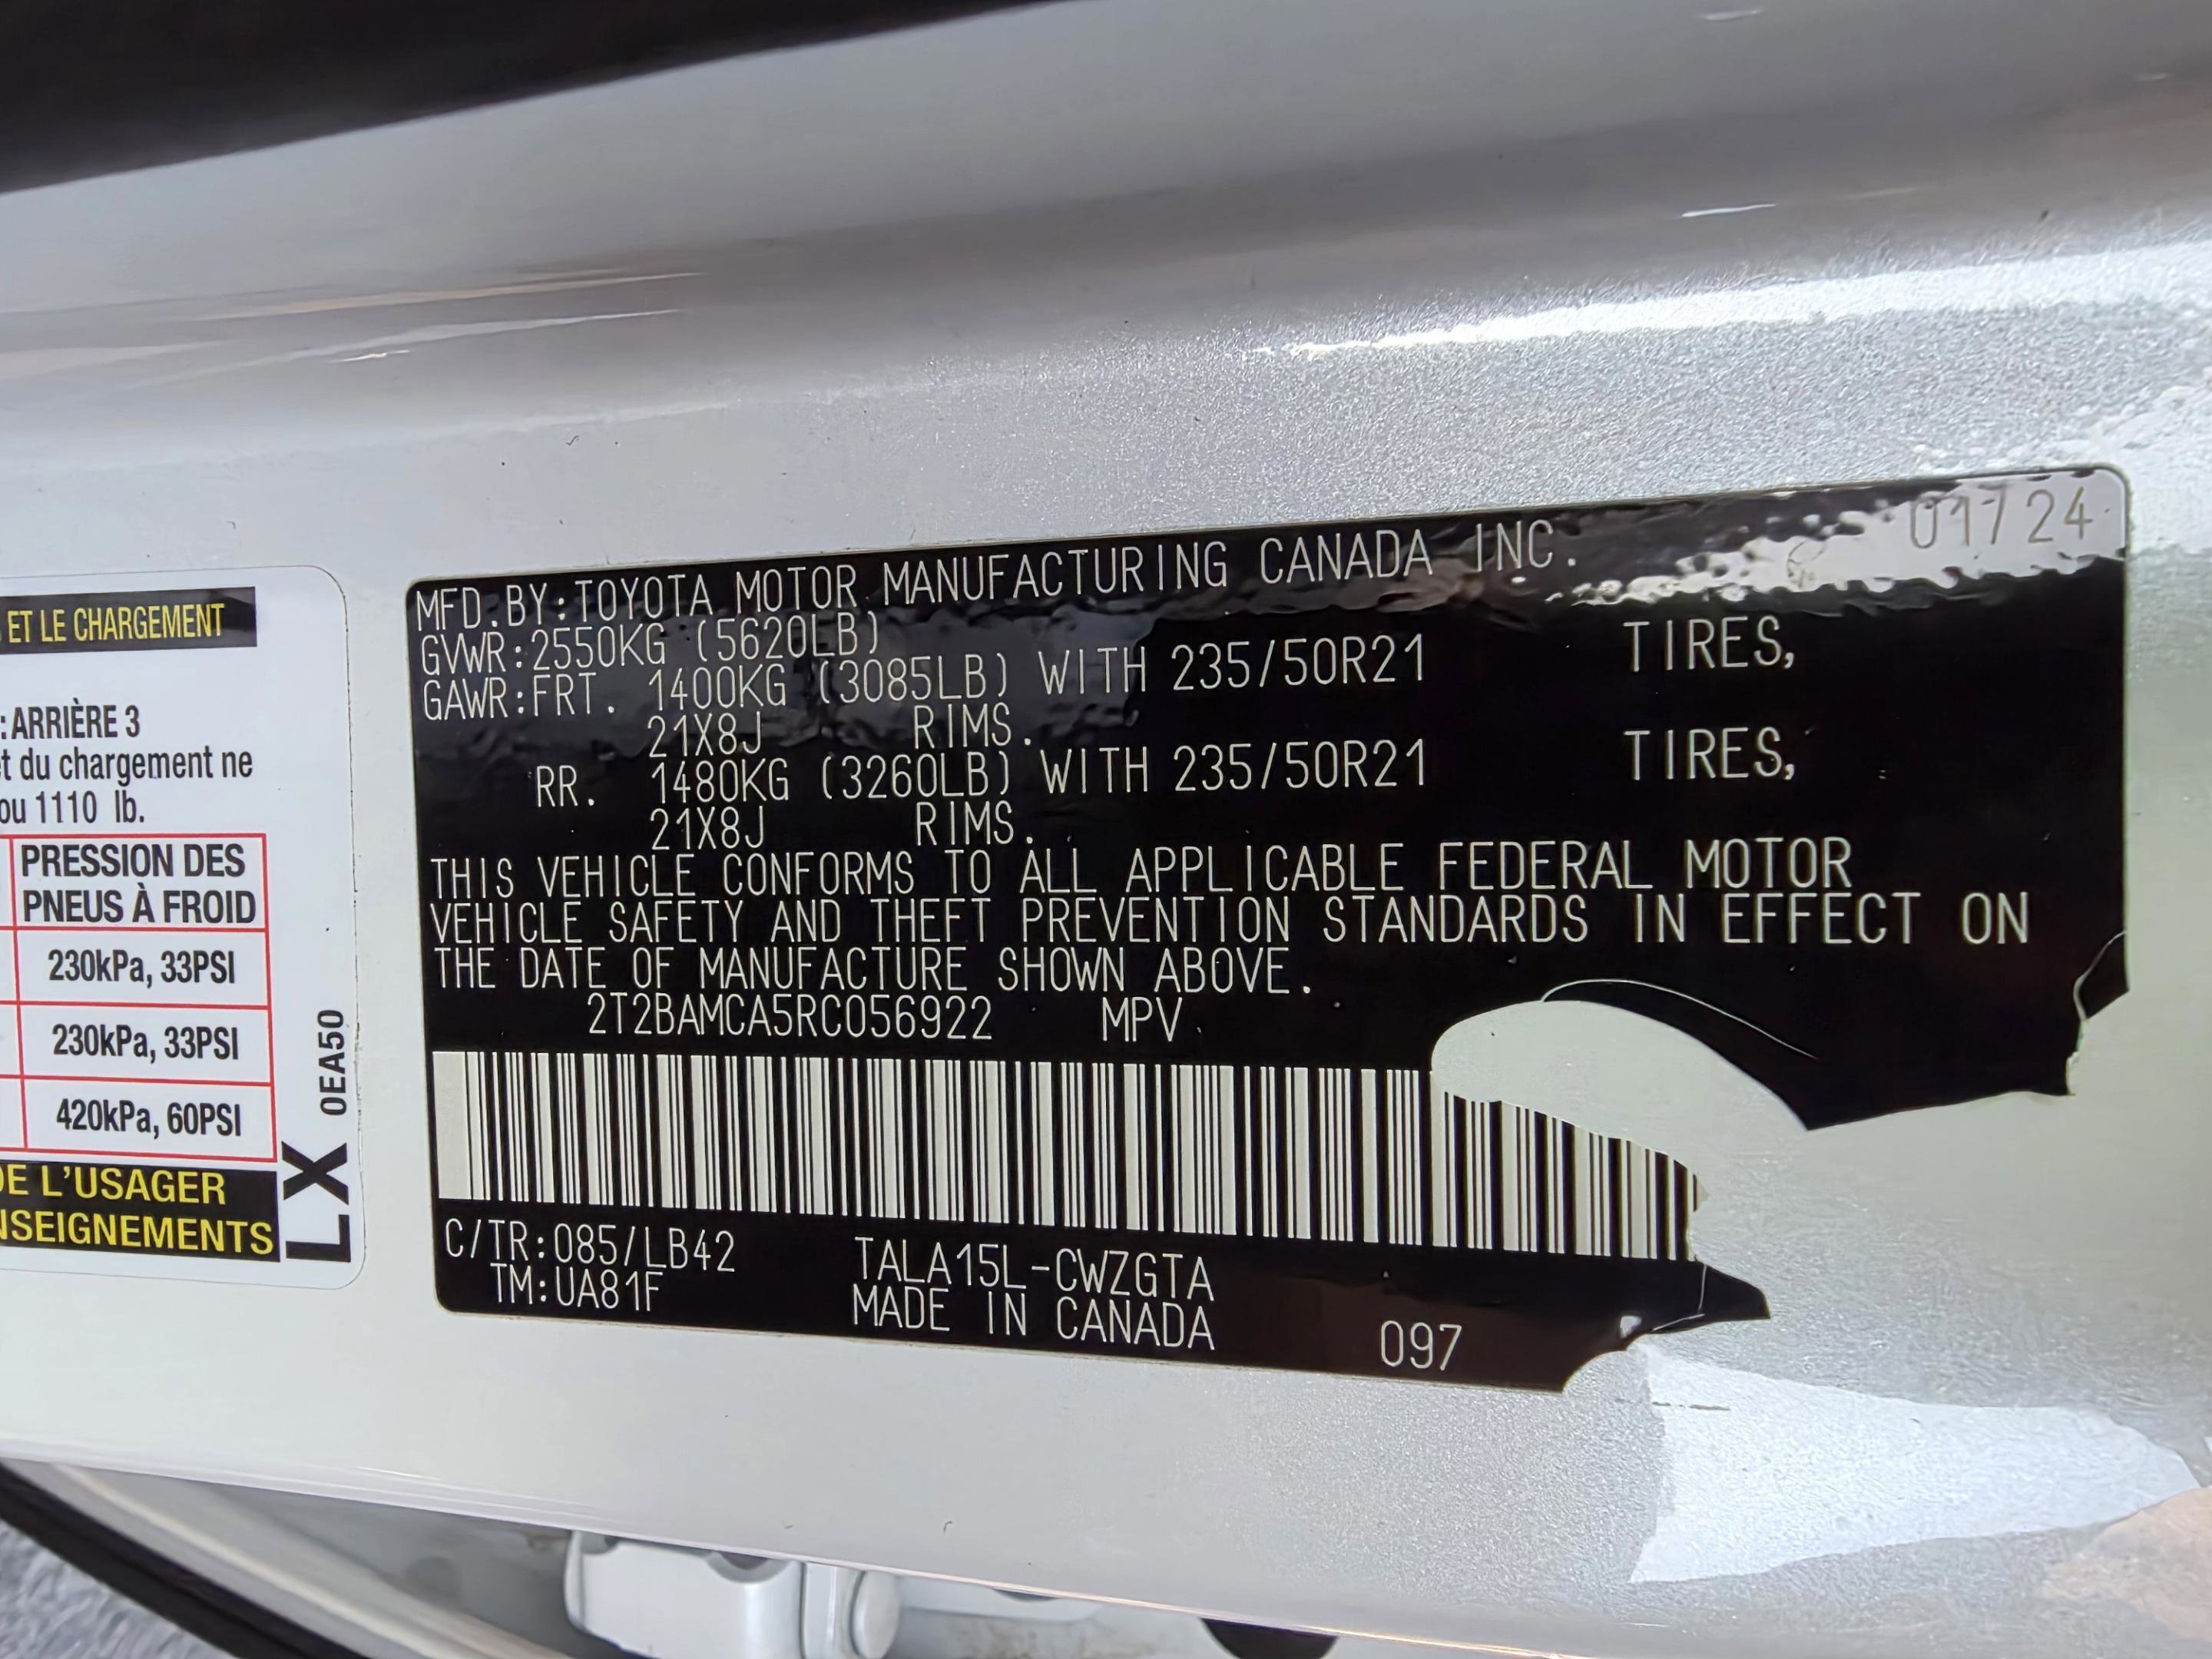 ET LE CHARGEMENT
: ARRIÈRE 3
et du chargement ne
ou 1110 lb.
PRESSION DES
PNEUS À FROID
230kPa, 33PSI
230kPa, 33PSI
420kPa, 60PSI
DE L'USAGER
NSEIGNEMENTS
LX 0EA50
01/24
MFD.BY:TOYOTA MOTOR MANUFACTURING CANADA INC.
GVWR:2550KG (5620LB)
GAWR:FRT. 1400KG (3085LB) WITH 235/50R21 TIRES,
21X8J RIMS.
RR. 1480KG (3260LB) WITH 235/50R21 TIRES,
21X8J RIMS.
THIS VEHICLE CONFORMS TO ALL APPLICABLE FEDERAL MOTOR
VEHICLE SAFETY AND THEFT PREVENTION STANDARDS IN EFFECT ON
THE DATE OF MANUFACTURE SHOWN ABOVE.
2T2BAMCA5RC056922 MPV
C/TR:085/LB42 TALA15L-CWZGTA
TM:UA81F MADE IN CANADA 097